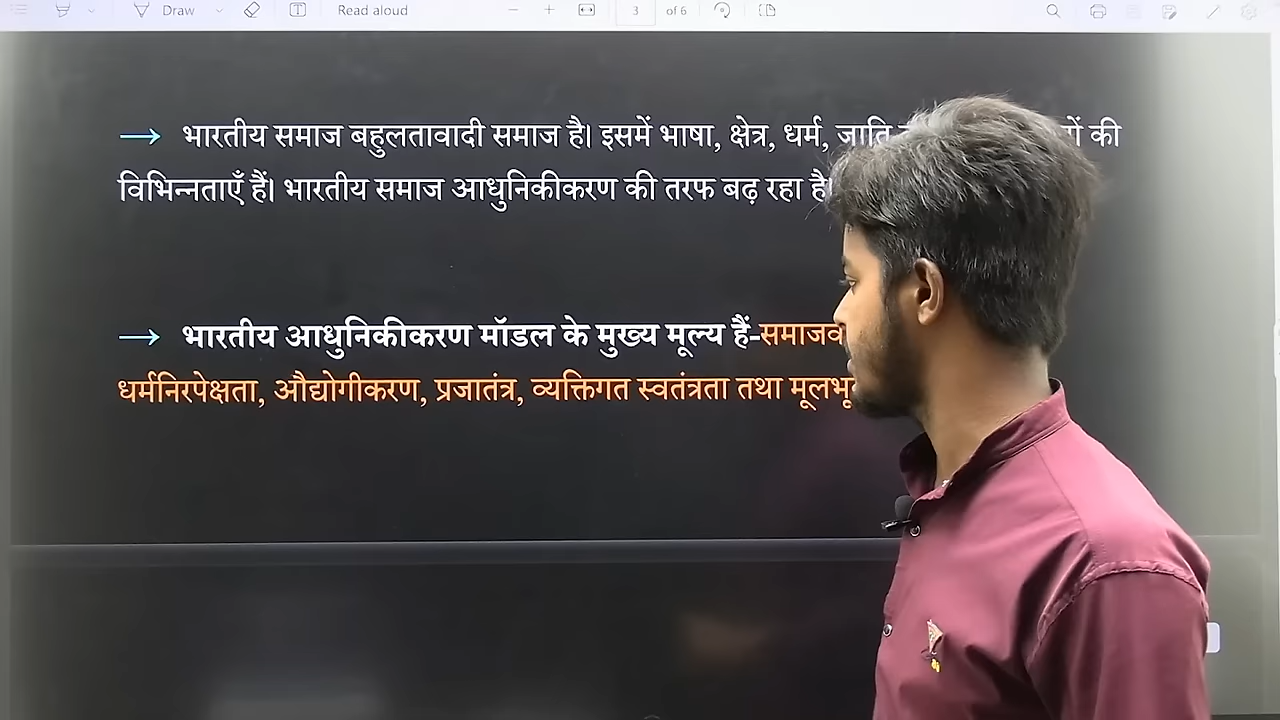 Draw
Read aloud
3 of 6
→ भारतीय समाज बहुलतावादी समाज है। इसमें भाषा, क्षेत्र, धर्म, जाति की
विभिन्नताएँ हैं। भारतीय समाज आधुनिकीकरण की तरफ बढ़ रहा है।
→ भारतीय आधुनिकीकरण मॉडल के मुख्य मूल्य हैं-
धर्मनिरपेक्षता, औद्योगीकरण, प्रजातंत्र, व्यक्तिगत स्वतंत्रता तथा